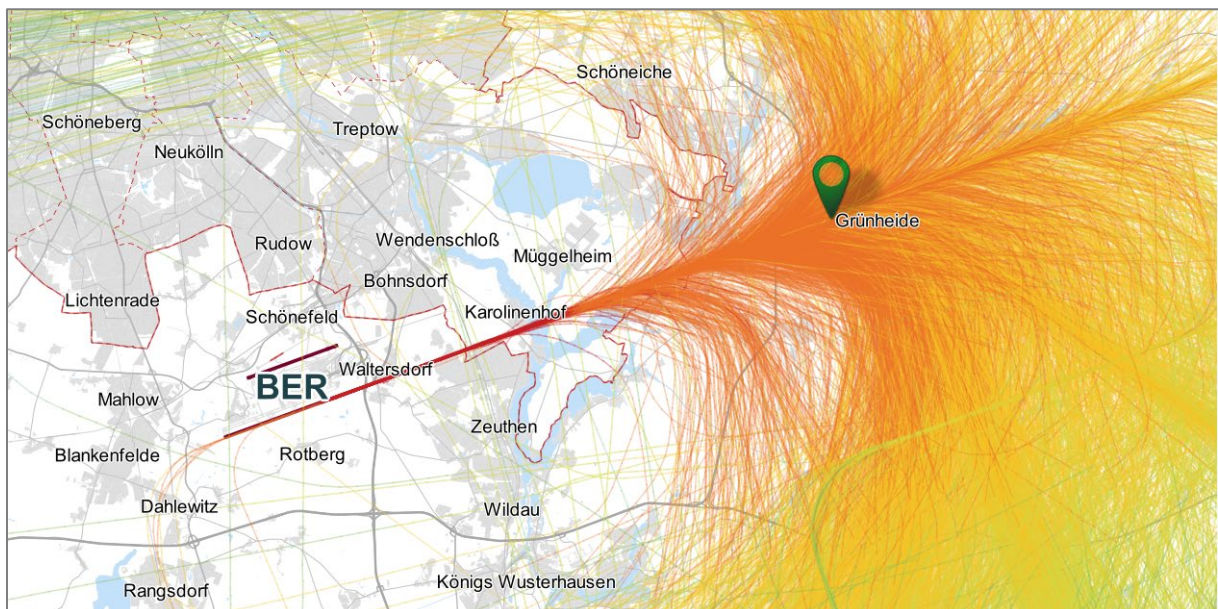 Schöneiche
Schöneberg
Treptow
Neukölln
Grünheide
Rudow
Wendenschloß
Müggelheim
Bohnsdorf
Lichtenrade
Schönefeld
Karolinenhof
Waltersdorf
BER
Mahlow
Zeuthen
Blankenfelde
Rotberg
Dahlewitz
Wildau
Rangsdorf
Königs Wusterhausen